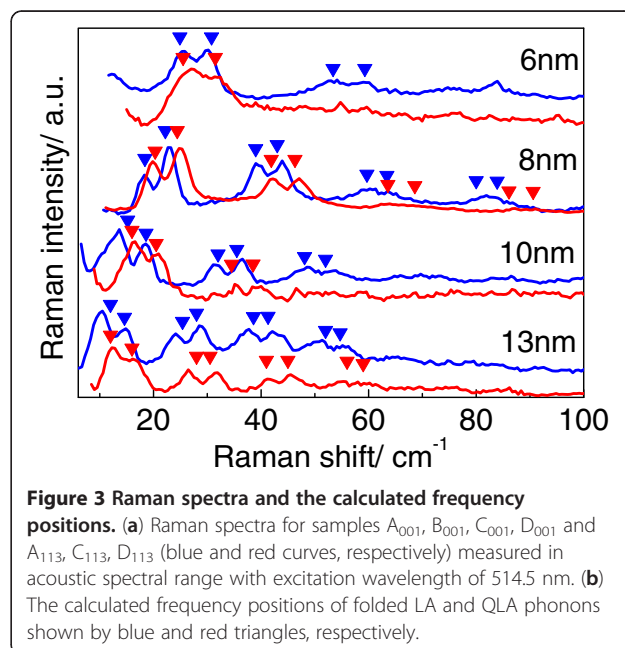 6nm
8nm
10nm
13nm
Raman intensity/ a.u.
20 40 60 80 100
Raman shift/ cm⁻¹
Figure 3 Raman spectra and the calculated frequency
positions. (a) Raman spectra for samples A₀₀₁, B₀₀₁, C₀₀₁, D₀₀₁ and
A₁₁₃, C₁₁₃, D₁₁₃ (blue and red curves, respectively) measured in
acoustic spectral range with excitation wavelength of 514.5 nm. (b)
The calculated frequency positions of folded LA and QLA phonons
shown by blue and red triangles, respectively.